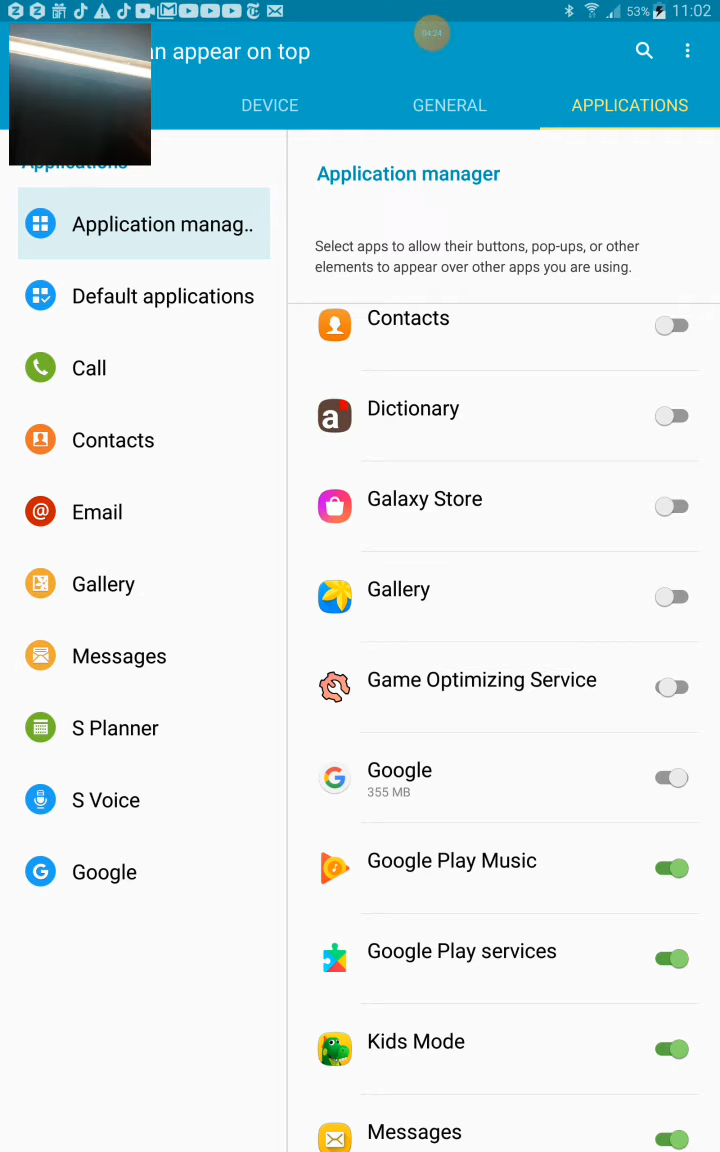 53% 11:02
04:24
n appear on top
DEVICE GENERAL APPLICATIONS
Applications
Application manag..
Default applications
Call
Contacts
Email
Gallery
Messages
S Planner
S Voice
Google
Application manager
Select apps to allow their buttons, pop-ups, or other
elements to appear over other apps you are using.
Contacts
Dictionary
Galaxy Store
Gallery
Game Optimizing Service
Google
355 MB
Google Play Music
Google Play services
Kids Mode
Messages